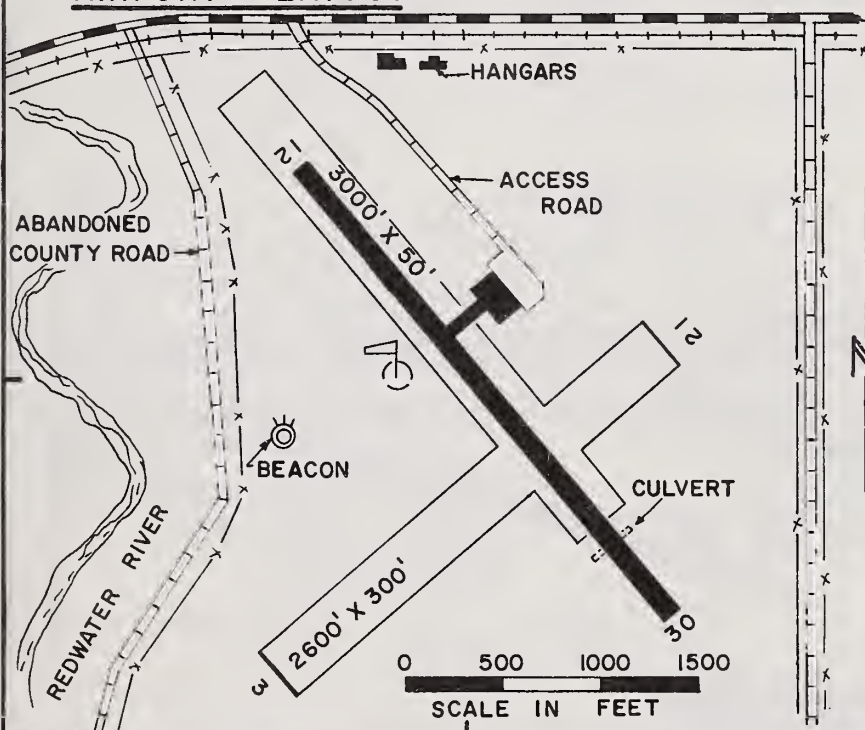 HANGARS
12
3000' X 50'
ACCESS
ROAD
ABANDONED
COUNTY ROAD
21
BEACON
CULVERT
REDWATER RIVER
2600' X 300'
3
30
0 500 1000 1500
SCALE IN FEET